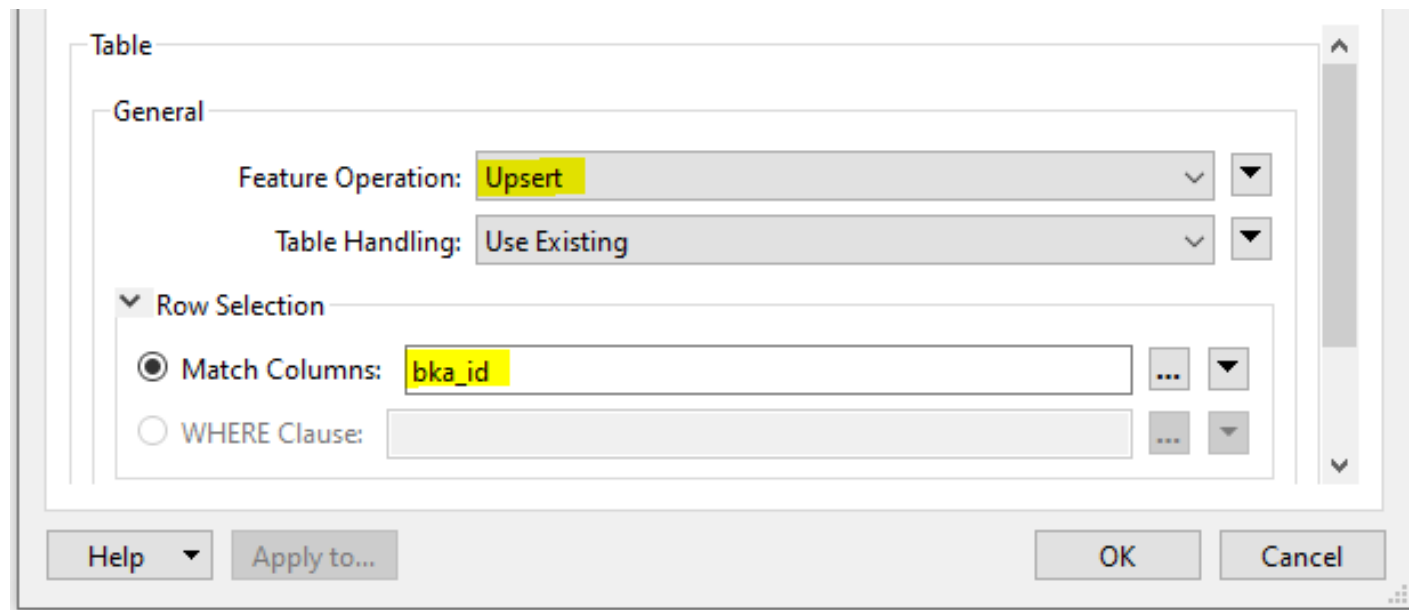 Table
General
Feature Operation: Upsert
Table Handling: Use Existing
Row Selection
Match Columns: bka_id ...
WHERE Clause: ...
Help Apply to... OK Cancel